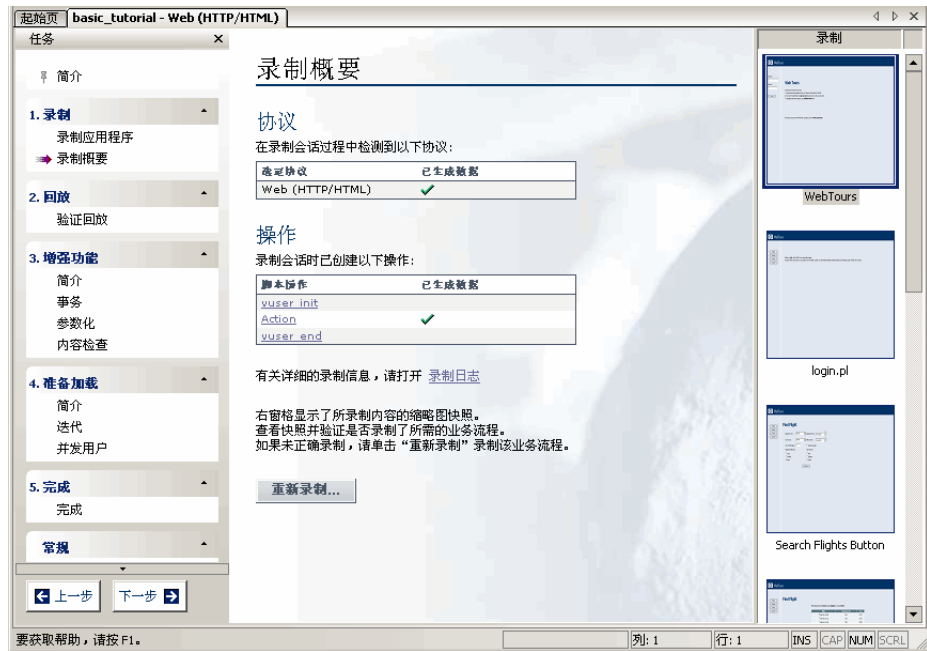 起始页 basic_tutorial - Web (HTTP/HTML)
任务
简介
1. 录制
录制应用程序
录制概要
2. 回放
验证回放
3. 增强功能
简介
事务
参数化
内容检查
4. 准备加载
简介
迭代
并发用户
5. 完成
完成
常规
上一步 下一步
录制概要
协议
在录制会话过程中检测到以下协议:
选定协议 已生成数据
Web (HTTP/HTML)
操作
录制会话时已创建以下操作:
脚本操作 已生成数据
vuser_init
Action
vuser_end
有关详细的录制信息,请打开 录制日志
右窗格显示了所录制内容的缩略图快照。
查看快照并验证是否录制了所需的业务流程。
如果未正确录制,请单击“重新录制”录制该业务流程。
重新录制...
录制
WebTours
login.pl
Search Flights Button
要获取帮助,请按 F1。
列: 1 行: 1 INS CAP NUM SCRL